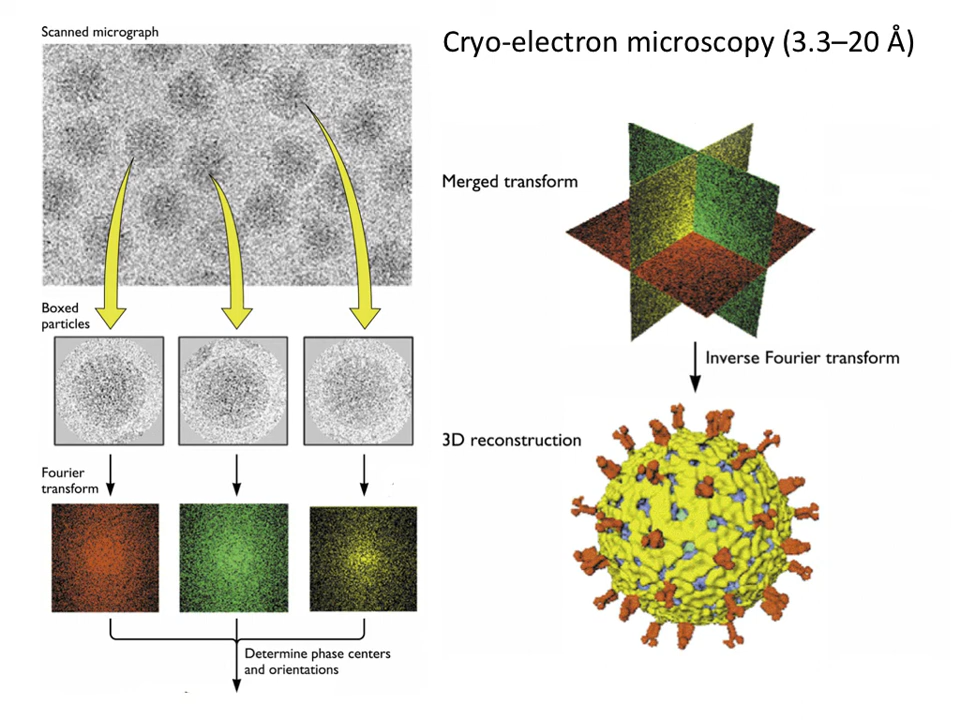 Scanned micrograph
Cryo-electron microscopy (3.3–20 Å)
Boxed
particles
Fourier
transform
Determine phase centers
and orientations
Merged transform
Inverse Fourier transform
3D reconstruction